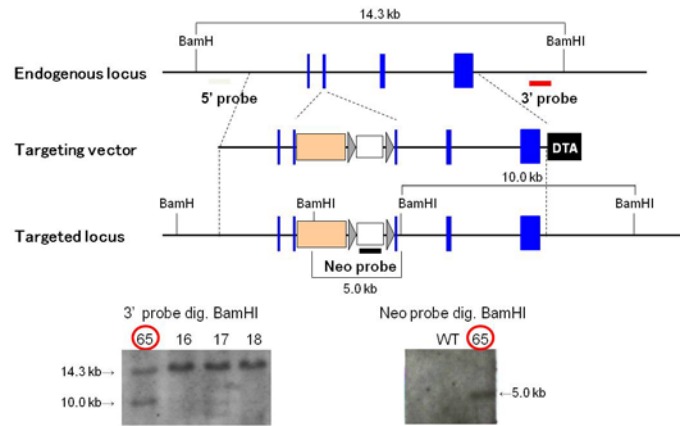 14.3 kb
BamH BamHI
Endogenous locus
5' probe 3' probe
Targeting vector
DTA
10.0 kb
BamH BamHI BamHI BamHI
Targeted locus
Neo probe
5.0 kb
3' probe dig. BamHI Neo probe dig. BamHI
65 16 17 18 WT 65
14.3 kb→
10.0 kb→
←5.0 kb